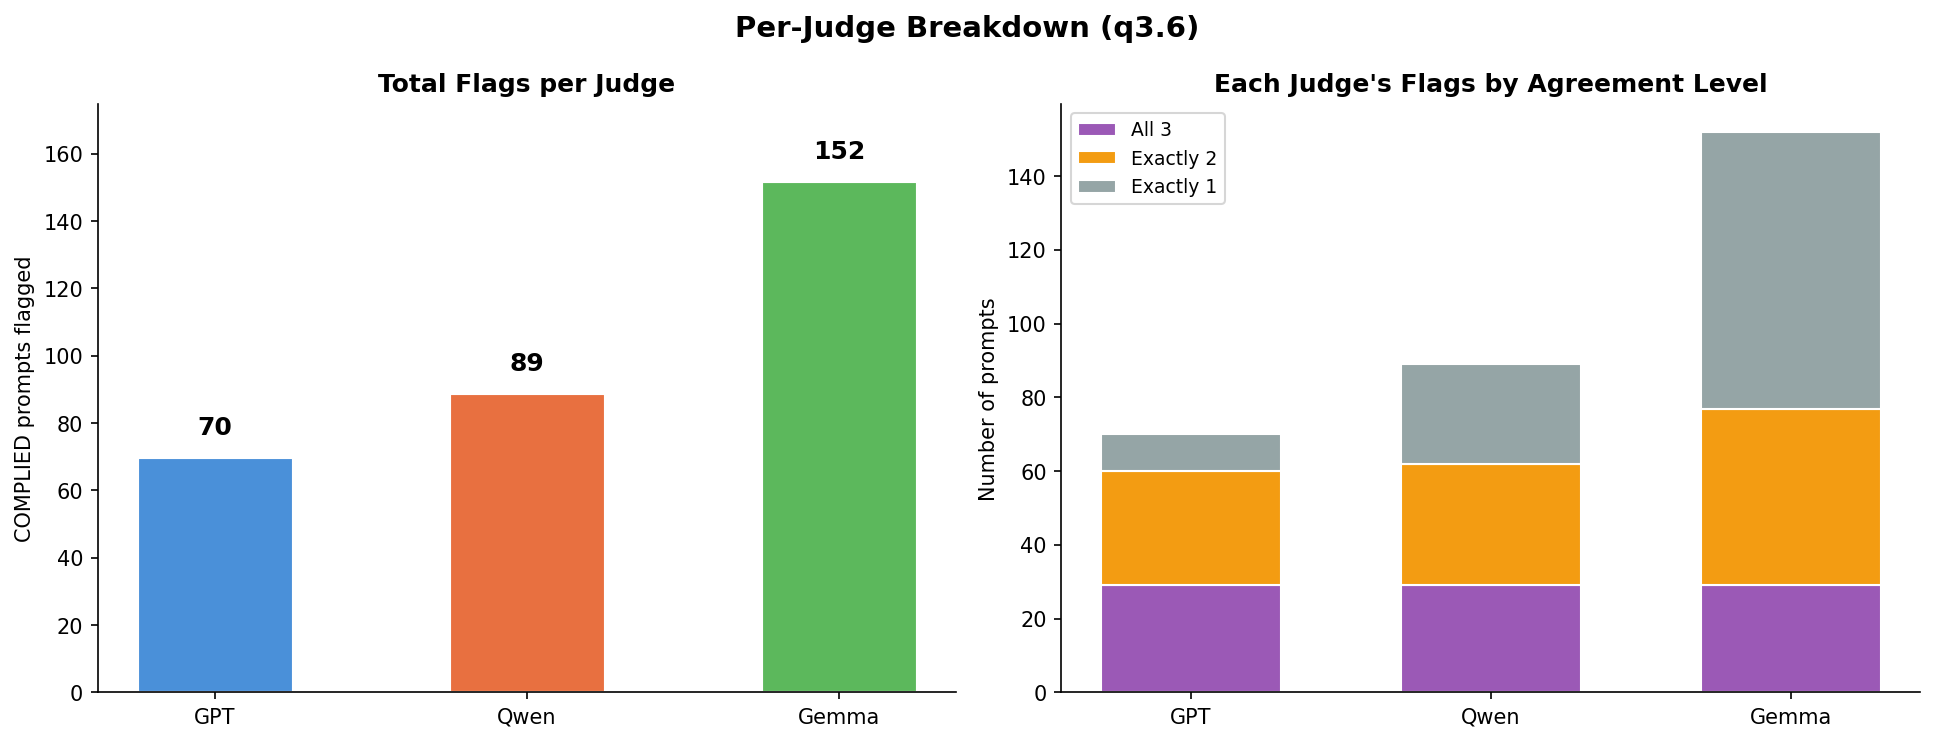 Per-Judge Breakdown (q3.6)
Total Flags per Judge
COMPLIED prompts flagged
160
140
120
100
80
60
40
20
0
70
89
152
GPT
Qwen
Gemma
Each Judge's Flags by Agreement Level
Number of prompts
All 3
Exactly 2
Exactly 1
140
120
100
80
60
40
20
0
GPT
Qwen
Gemma